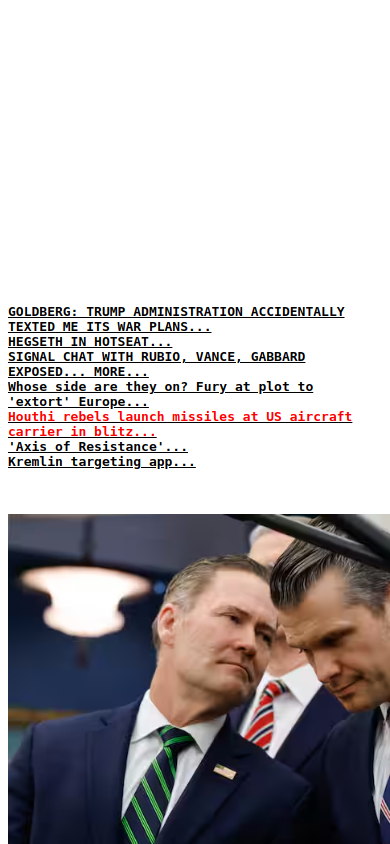 GOLDBERG: TRUMP ADMINISTRATION ACCIDENTALLY
TEXTED ME ITS WAR PLANS...
HEGSETH IN HOTSEAT...
SIGNAL CHAT WITH RUBIO, VANCE, GABBARD
EXPOSED... MORE...
Whose side are they on? Fury at plot to
'extort' Europe...
Houthi rebels launch missiles at US aircraft
carrier in blitz...
'Axis of Resistance'...
Kremlin targeting app...